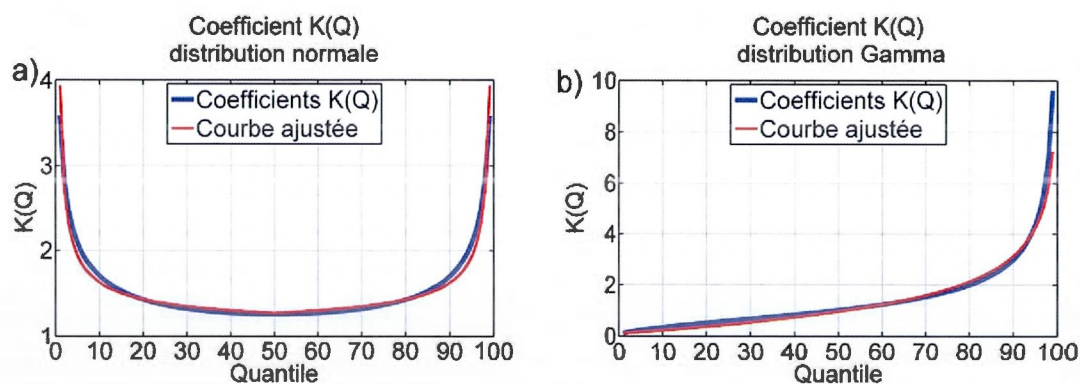 Coefficient K(Q)
distribution normale
a)
4
3
2
1
K(Q)
Coefficients K(Q)
Courbe ajustée
0 10 20 30 40 50 60 70 80 90 100
Quantile
Coefficient K(Q)
distribution Gamma
b)
10
8
6
4
2
0
K(Q)
Coefficients K(Q)
Courbe ajustée
0 10 20 30 40 50 60 70 80 90 100
Quantile